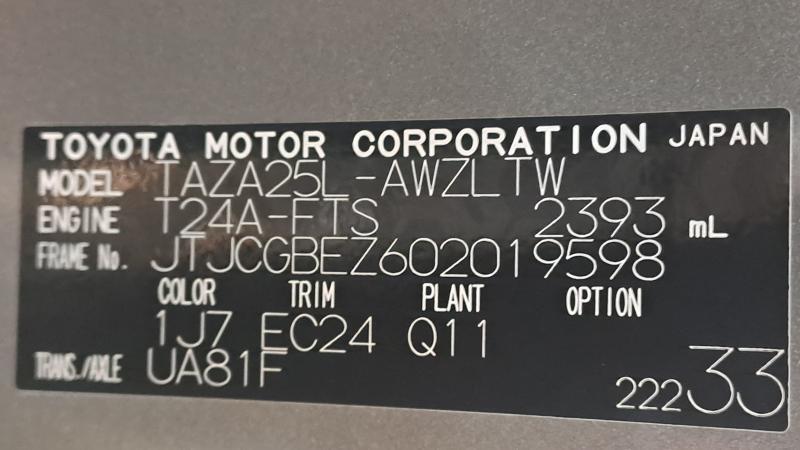 TOYOTA MOTOR CORPORATION JAPAN
MODEL TAZA25L-AWZLTW
ENGINE T24A-FTS 2393 mL
FRAME No. JTJCGBEZ602019598
COLOR TRIM PLANT OPTION
1J7 EC24 Q11
TRANS./AXLE UA81F
22233